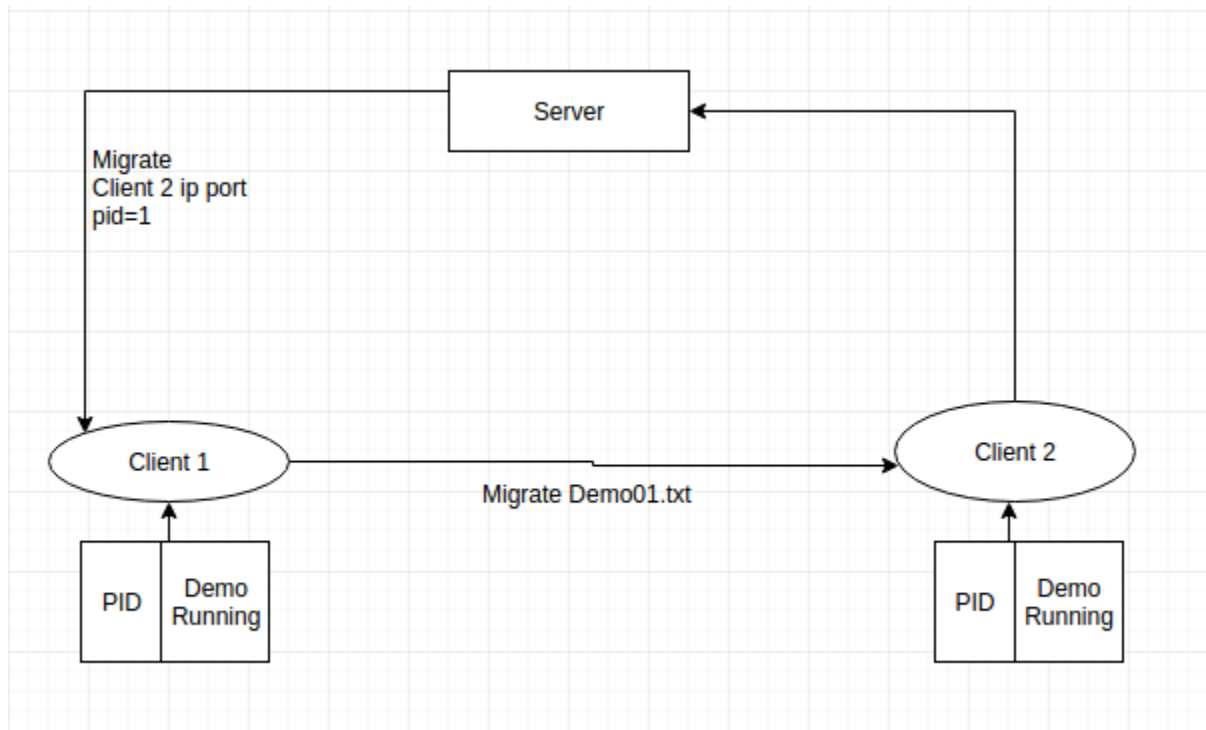 Server
Migrate
Client 2 ip port
pid=1
Client 1
Client 2
Migrate Demo01.txt
PID
Demo
Running
PID
Demo
Running